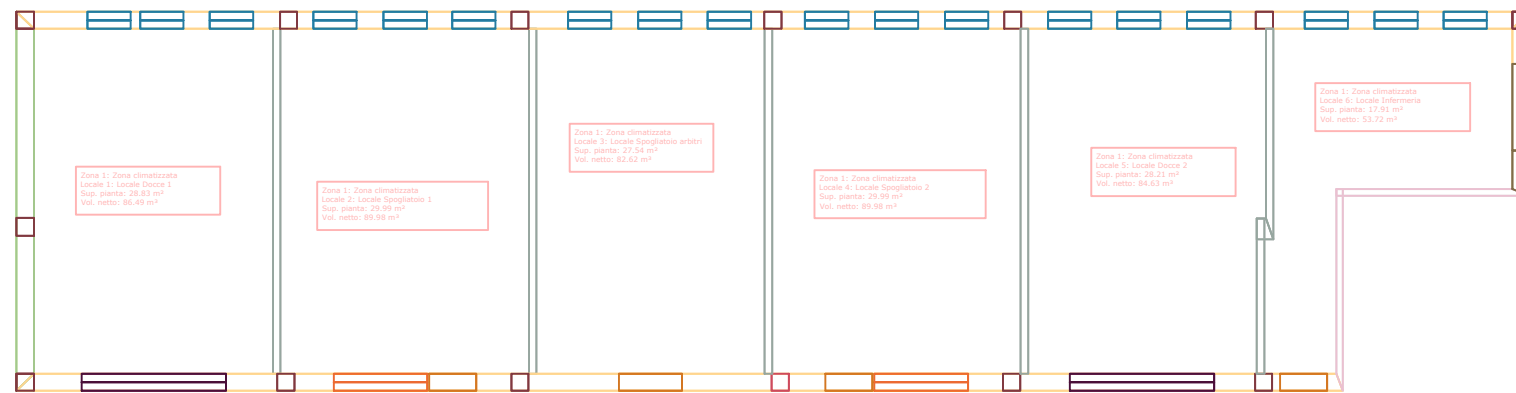 Zona 1: Zona climatizzata
Locale 1: Locale Docce 1
Sup. pianta: 28.83 m²
Vol. netto: 86.49 m³
Zona 1: Zona climatizzata
Locale 2: Locale Spogliatoio 1
Sup. pianta: 29.99 m²
Vol. netto: 89.98 m³
Zona 1: Zona climatizzata
Locale 3: Locale Spogliatoio arbitri
Sup. pianta: 27.54 m²
Vol. netto: 82.62 m³
Zona 1: Zona climatizzata
Locale 4: Locale Spogliatoio 2
Sup. pianta: 29.99 m²
Vol. netto: 89.98 m³
Zona 1: Zona climatizzata
Locale 5: Locale Docce 2
Sup. pianta: 28.21 m²
Vol. netto: 84.63 m³
Zona 1: Zona climatizzata
Locale 6: Locale Infermeria
Sup. pianta: 17.91 m²
Vol. netto: 53.72 m³